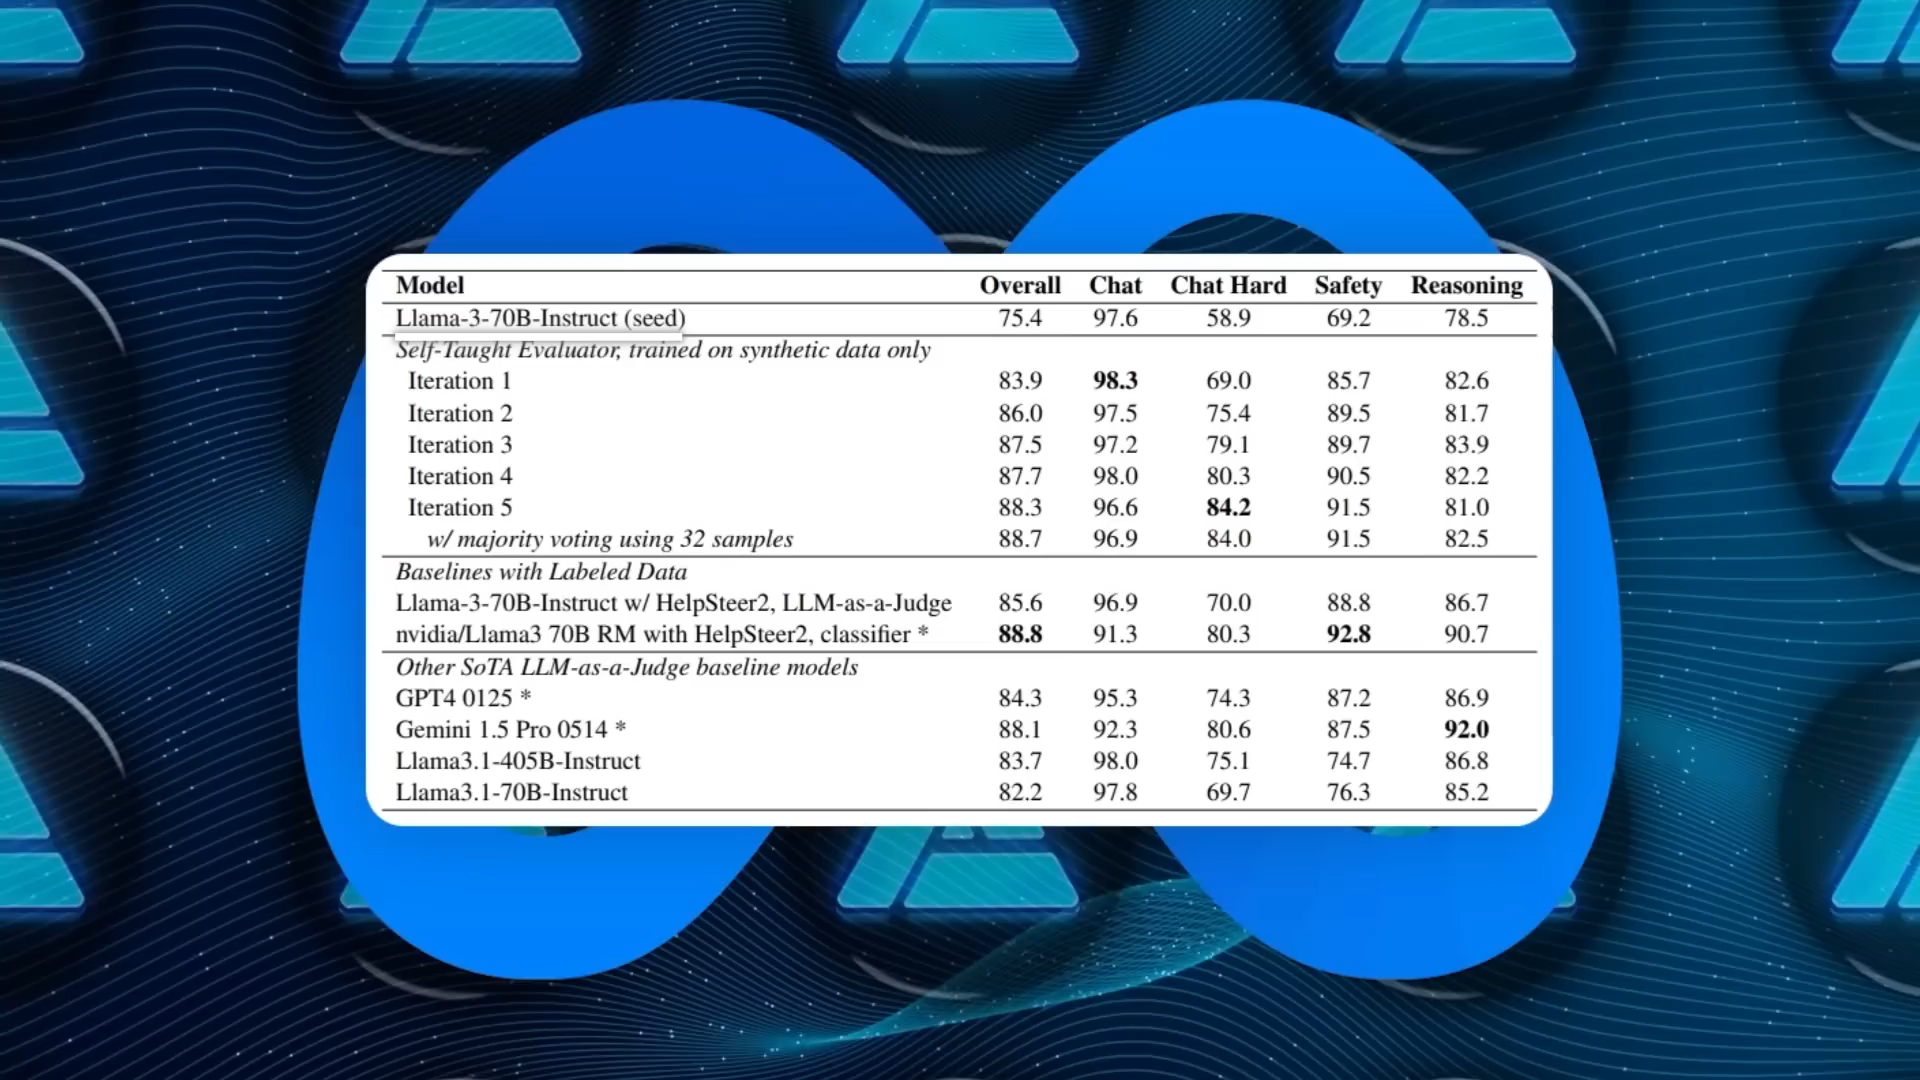 Model Overall Chat Chat Hard Safety Reasoning
Llama-3-70B-Instruct (seed) 75.4 97.6 58.9 69.2 78.5
Self-Taught Evaluator, trained on synthetic data only
Iteration 1 83.9 98.3 69.0 85.7 82.6
Iteration 2 86.0 97.5 75.4 89.5 81.7
Iteration 3 87.5 97.2 79.1 89.7 83.9
Iteration 4 87.7 98.0 80.3 90.5 82.2
Iteration 5 88.3 96.6 84.2 91.5 81.0
w/ majority voting using 32 samples 88.7 96.9 84.0 91.5 82.5
Baselines with Labeled Data
Llama-3-70B-Instruct w/ HelpSteer2, LLM-as-a-Judge 85.6 96.9 70.0 88.8 86.7
nvidia/Llama3 70B RM with HelpSteer2, classifier * 88.8 91.3 80.3 92.8 90.7
Other SoTA LLM-as-a-Judge baseline models
GPT4 0125 * 84.3 95.3 74.3 87.2 86.9
Gemini 1.5 Pro 0514 * 88.1 92.3 80.6 87.5 92.0
Llama3.1-405B-Instruct 83.7 98.0 75.1 74.7 86.8
Llama3.1-70B-Instruct 82.2 97.8 69.7 76.3 85.2